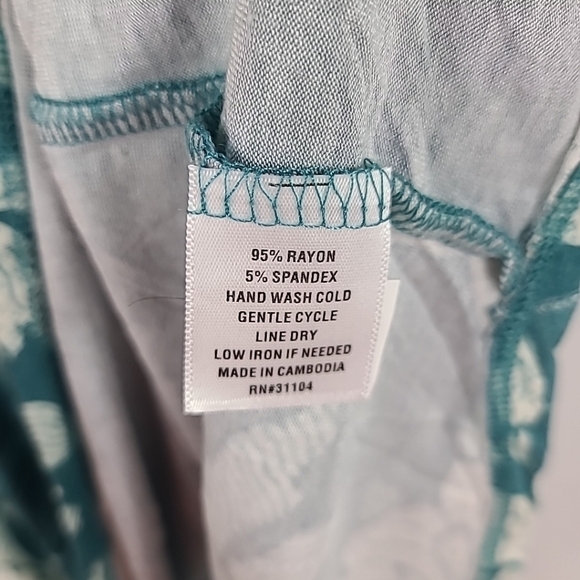 95% RAYON
5% SPANDEX
HAND WASH COLD
GENTLE CYCLE
LINE DRY
LOW IRON IF NEEDED
MADE IN CAMBODIA
RN#31104